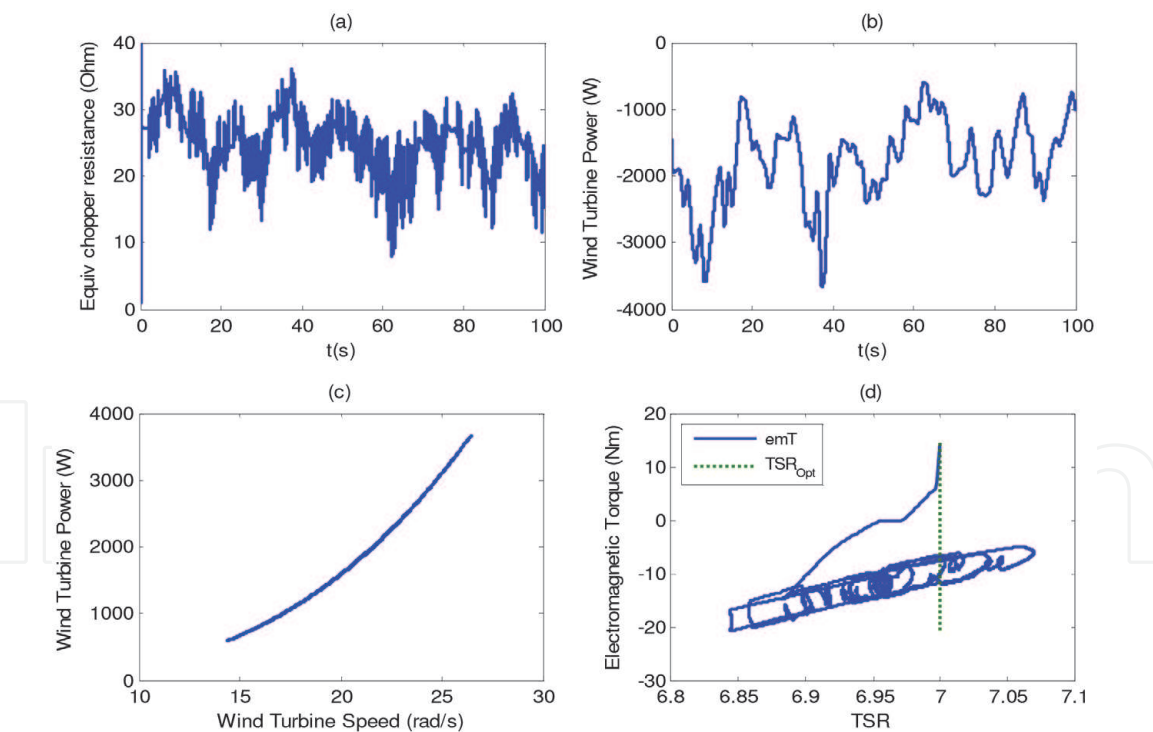 (a)
Equiv chopper resistance (Ohm)
40
30
20
10
0
0 20 40 60 80 100
t(s)
(b)
Wind Turbine Power (W)
0
-1000
-2000
-3000
-4000
0 20 40 60 80 100
t(s)
(c)
Wind Turbine Power (W)
4000
3000
2000
1000
0
10 15 20 25 30
Wind Turbine Speed (rad/s)
(d)
Electromagnetic Torque (Nm)
20
10
0
-10
-20
-30
emT
TSROpt
6.8 6.85 6.9 6.95 7 7.05 7.1
TSR